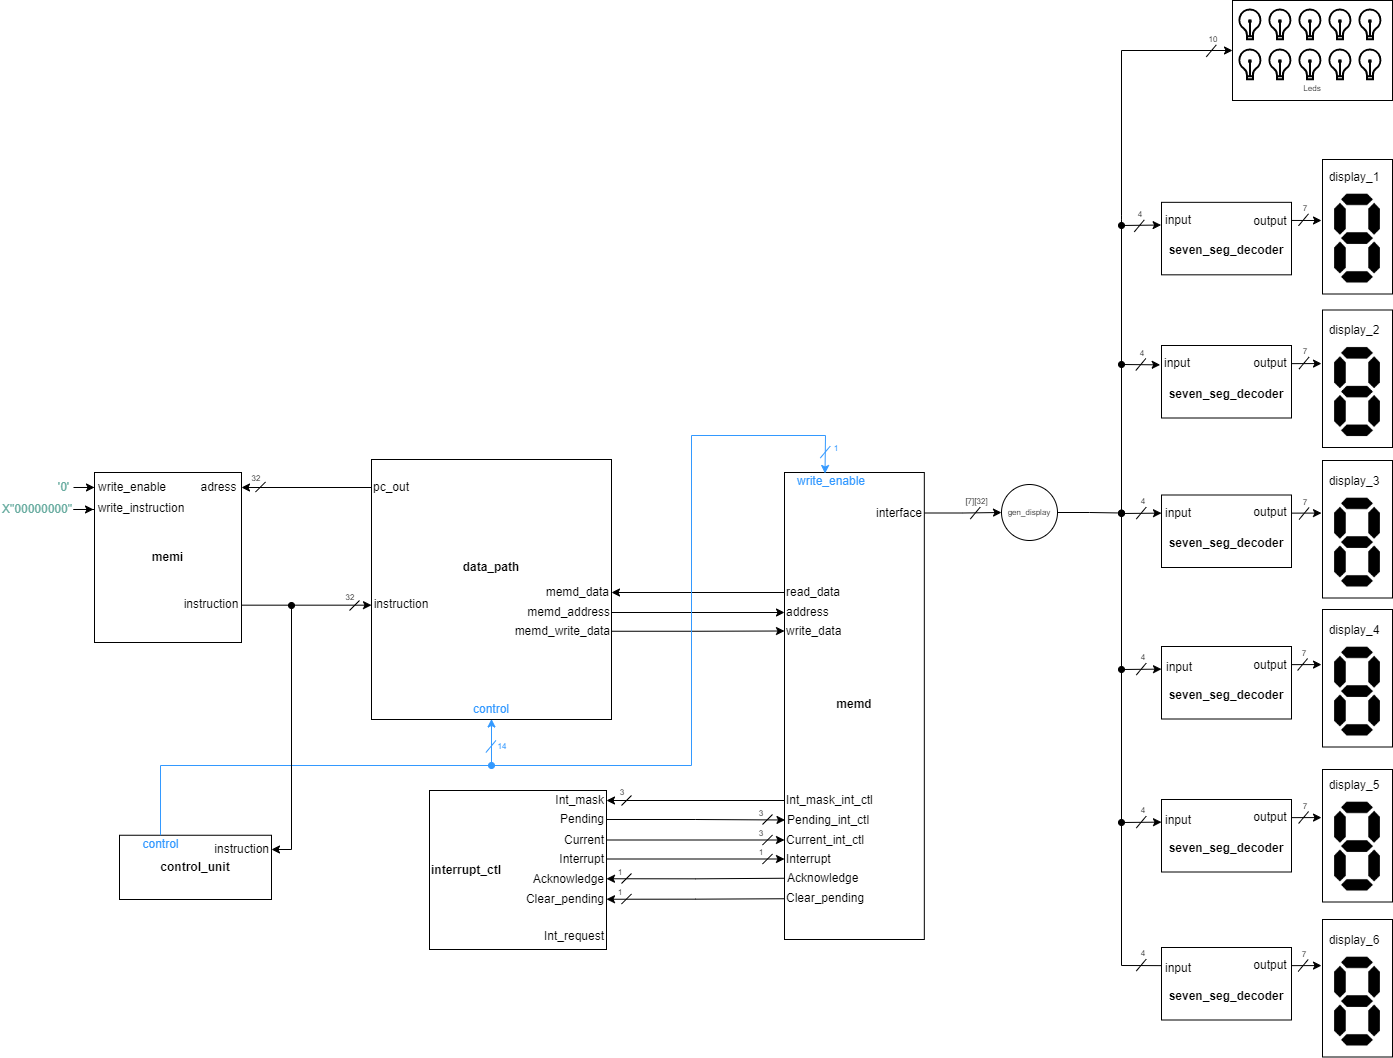 10
Leds
display_1
4
input
output
7
seven_seg_decoder
display_2
4
input
output
7
seven_seg_decoder
display_3
4
input
output
7
seven_seg_decoder
display_4
4
input
output
7
seven_seg_decoder
display_5
4
input
output
7
seven_seg_decoder
display_6
4
input
output
7
seven_seg_decoder
'0'
X"00000000"
write_enable
write_instruction
adress
32
memi
instruction
32
pc_out
data_path
instruction
memd_data
memd_address
memd_write_data
control
14
1
write_enable
interface
[7][32]
gen_display
read_data
address
write_data
memd
Int_mask_int_ctl
Pending_int_ctl
Current_int_ctl
Interrupt
Acknowledge
Clear_pending
3
3
3
1
1
1
Int_mask
Pending
Current
Interrupt
Acknowledge
Clear_pending
Int_request
interrupt_ctl
control
instruction
control_unit